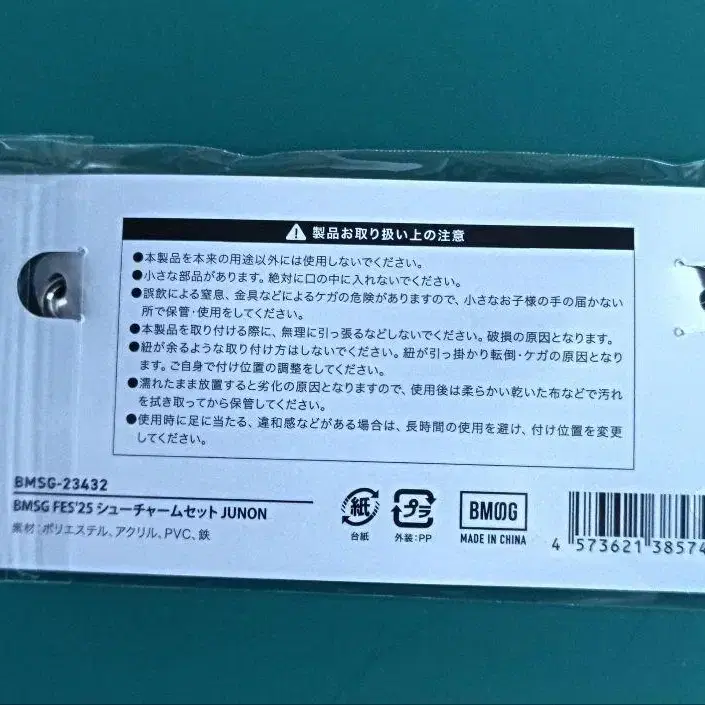 製品お取り扱い上の注意
●本製品を本来の用途以外には使用しないでください。
●小さな部品があります。絶対に口の中に入れないでください。
●誤飲による窒息、金具などによるケガの危険がありますので、小さなお子様の手の届かない
所で保管・使用をしてください。
●本製品を取り付ける際に、無理に引っ張るなどしないでください。破損の原因となります。
●紐が余るような取り付け方はしないでください。紐が引っ掛かり転倒・ケガの原因となり
ます。ご自身で付け位置の調整をしてください。
●濡れたまま放置すると劣化の原因となりますので、使用後は柔らかい乾いた布などで汚れ
を拭き取ってから保管してください。
●使用時に足に当たる、違和感などがある場合は、長時間の使用を避け、付け位置を変更
してください。
BMSG-23432
BMSG FES'25 シューチャームセット JUNON
素材：ポリエステル、アクリル、PVC、鉄
紙
台紙
プラ
外装：PP
BMSG
MADE IN CHINA
4 573621 38574